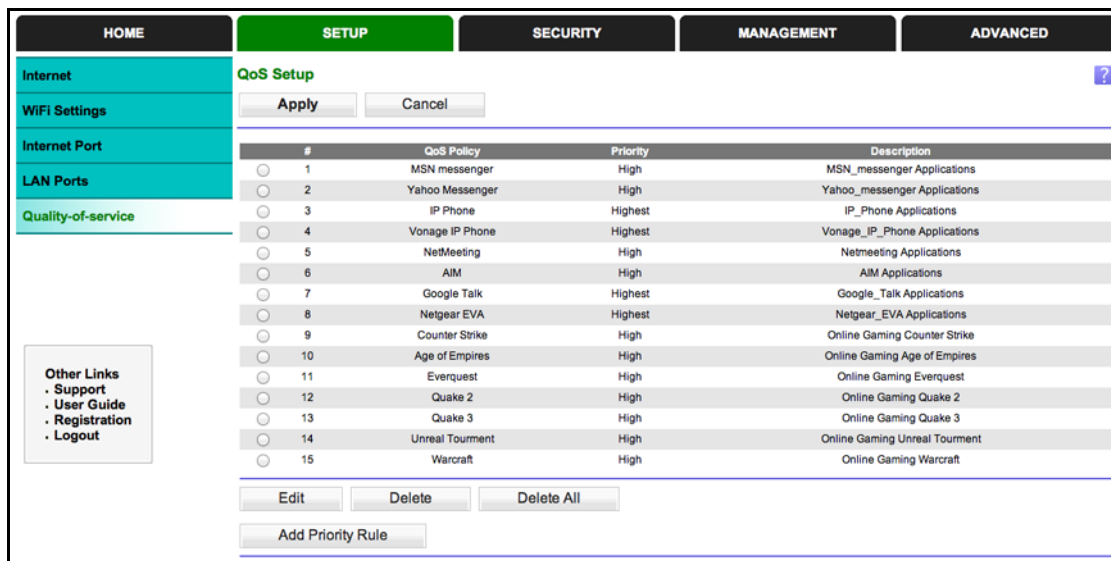 HOME SETUP SECURITY MANAGEMENT ADVANCED
Internet
WiFi Settings
Internet Port
LAN Ports
Quality-of-service
Other Links
. Support
. User Guide
. Registration
. Logout
QoS Setup ?
Apply Cancel
# QoS Policy Priority Description
1 MSN messenger High MSN_messenger Applications
2 Yahoo Messenger High Yahoo_messenger Applications
3 IP Phone Highest IP_Phone Applications
4 Vonage IP Phone Highest Vonage_IP_Phone Applications
5 NetMeeting High Netmeeting Applications
6 AIM High AIM Applications
7 Google Talk Highest Google_Talk Applications
8 Netgear EVA Highest Netgear_EVA Applications
9 Counter Strike High Online Gaming Counter Strike
10 Age of Empires High Online Gaming Age of Empires
11 Everquest High Online Gaming Everquest
12 Quake 2 High Online Gaming Quake 2
13 Quake 3 High Online Gaming Quake 3
14 Unreal Tourment High Online Gaming Unreal Tourment
15 Warcraft High Online Gaming Warcraft
Edit Delete Delete All
Add Priority Rule